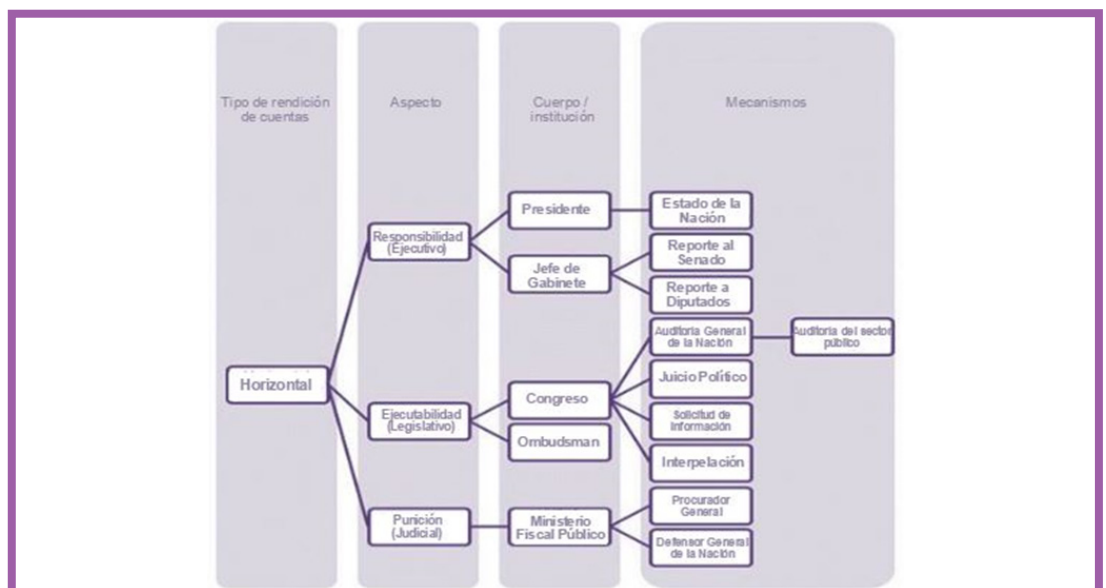 Tipo de rendición
de cuentas
Aspecto
Cuerpo /
institución
Mecanismos
Horizontal
Responsibilidad
(Ejecutivo)
Presidente
Estado de la
Nación
Jefe de
Gabinete
Reporte al
Senado
Reporte a
Diputados
Ejecutabilidad
(Legislativo)
Congreso
Auditoria General
de la Nación
Auditoria del sector
público
Juicio Político
Solicitud de
Información
Interpelación
Ombudsman
Punición
(Judicial)
Ministerio
Fiscal Público
Procurador
General
Defensor General
de la Nación